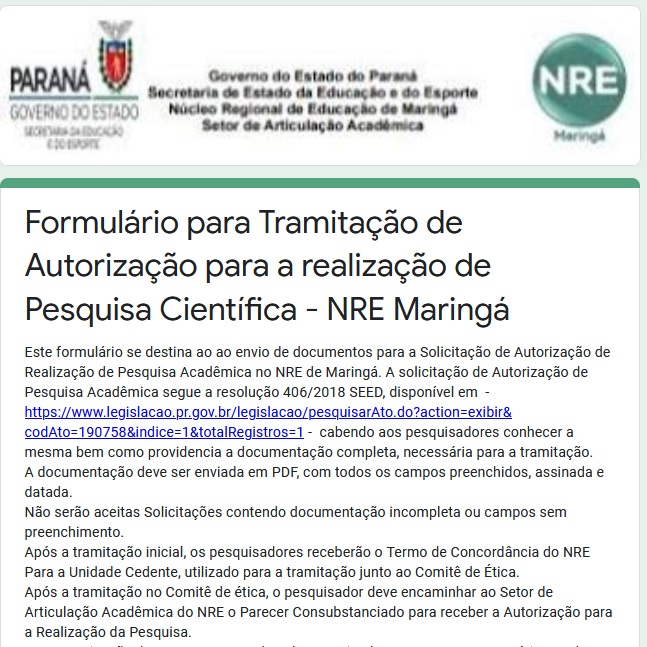 PARANÁ
GOVERNO DO ESTADO
SECRETARIA DA EDUCAÇÃO
E DO ESPORTE
Governo do Estado do Paraná
Secretaria de Estado da Educação e do Esporte
Núcleo Regional de Educação de Maringá
Setor de Articulação Acadêmica
NRE
Maringá
Formulário para Tramitação de
Autorização para a realização de
Pesquisa Científica - NRE Maringá
Este formulário se destina ao ao envio de documentos para a Solicitação de Autorização de
Realização de Pesquisa Acadêmica no NRE de Maringá. A solicitação de Autorização de
Pesquisa Acadêmica segue a resolução 406/2018 SEED, disponível em -
https://www.legislacao.pr.gov.br/legislacao/pesquisarAto.do?action=exibir&
codAto=190758&indice=1&totalRegistros=1 - cabendo aos pesquisadores conhecer a
mesma bem como providencia a documentação completa, necessária para a tramitação.
A documentação deve ser enviada em PDF, com todos os campos preenchidos, assinada e
datada.
Não serão aceitas Solicitações contendo documentação incompleta ou campos sem
preenchimento.
Após a tramitação inicial, os pesquisadores receberão o Termo de Concordância do NRE
Para a Unidade Cedente, utilizado para a tramitação junto ao Comitê de Ética.
Após a tramitação no Comitê de ética, o pesquisador deve encaminhar ao Setor de
Articulação Acadêmica do NRE o Parecer Consubstanciado para receber a Autorização para
a Realização da Pesquisa.